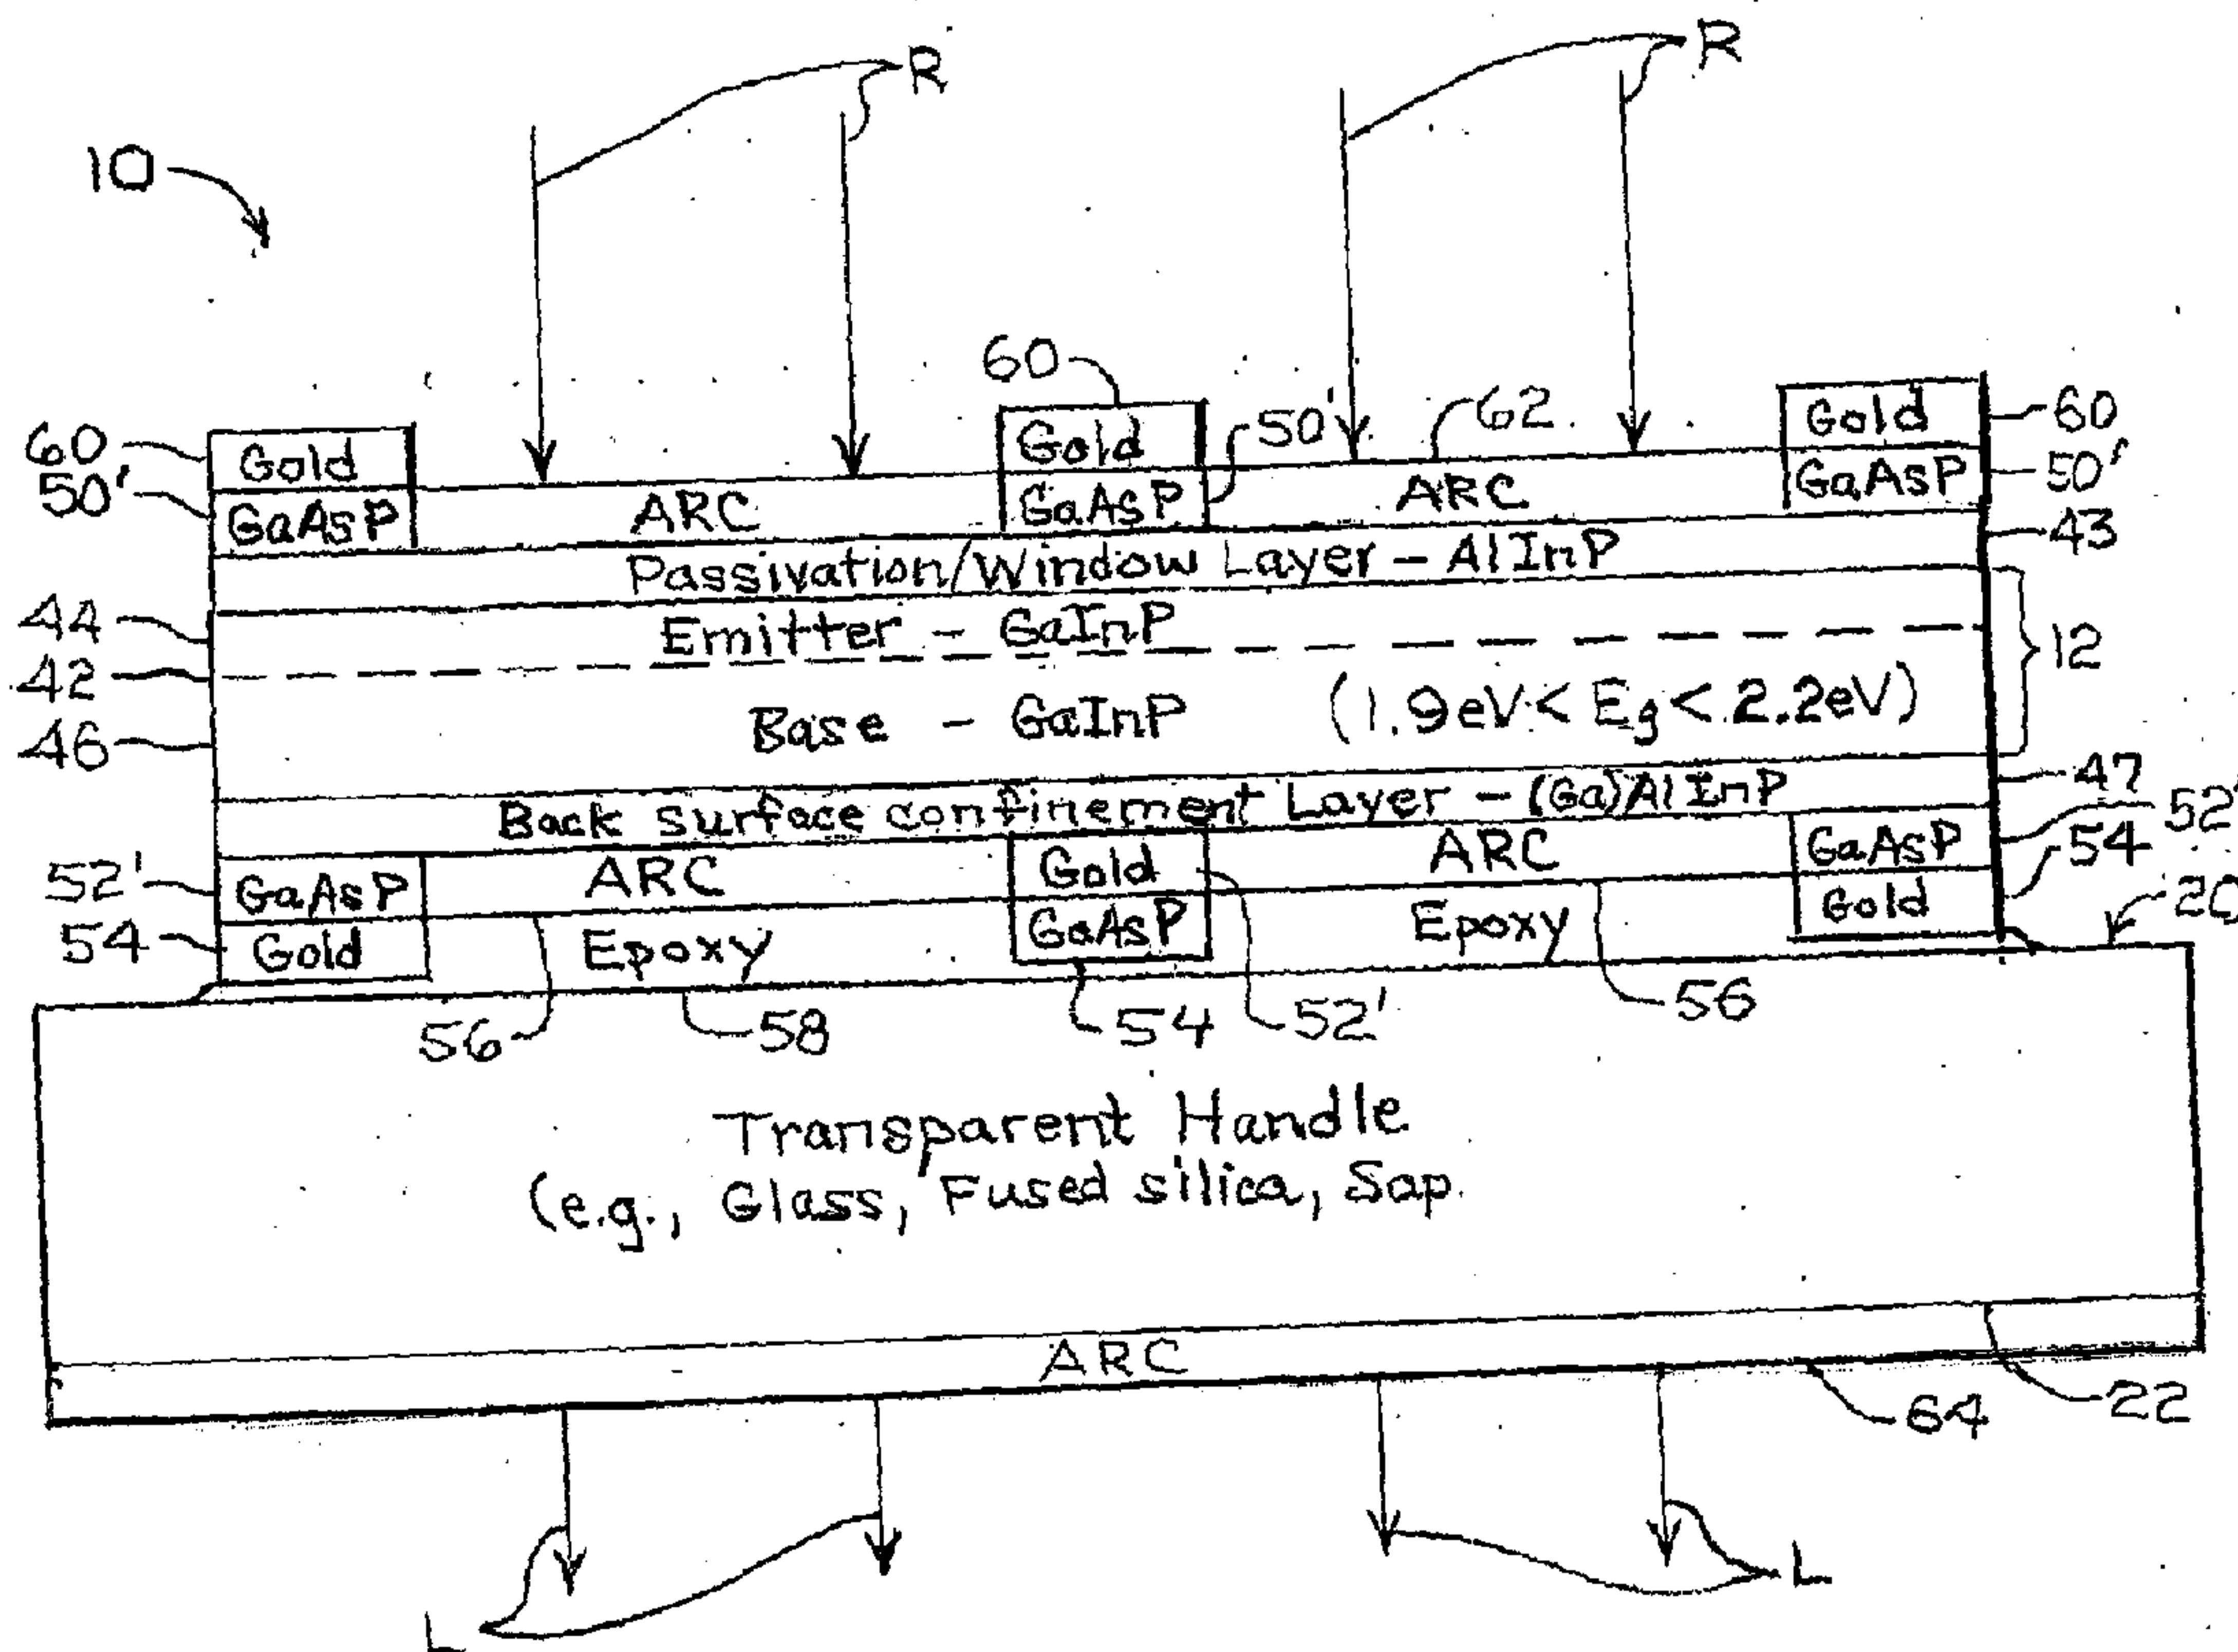 R
R
10
60
60
Gold
Gold
Gold
60
50'
62
50'
GaAsP
ARC
GaAsP
ARC
GaAsP
50'
43
Passivation/Window Layer - AlInP
44
Emitter - GaInP
42
12
46
Base - GaInP (1.9eV < Eg < 2.2eV)
47
Back surface confinement Layer - (Ga)AlInP
52'
52'
GaAsP
ARC
Gold
ARC
GaAsP
54
54
Gold
Epoxy
GaAsP
Epoxy
Gold
20
56
58
54
52'
56
Transparent Handle
(e.g., Glass, Fused silica, Sap.
ARC
64
22
L
L